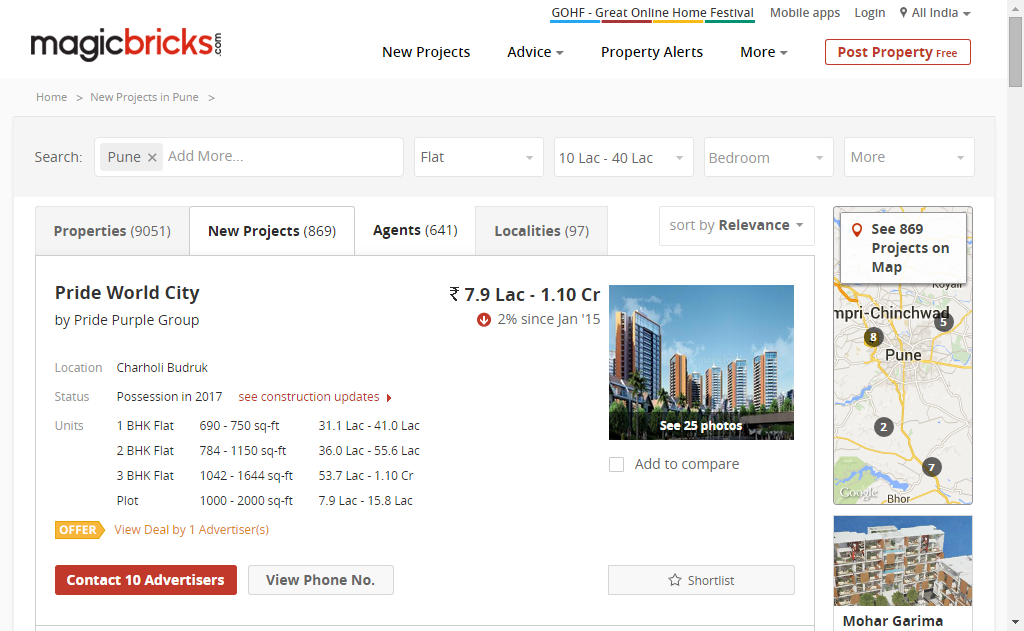 GOHF - Great Online Home Festival Mobile apps Login All India
magicbricks.com
New Projects Advice Property Alerts More Post Property Free
Home > New Projects in Pune >
Search: Pune × Add More... Flat 10 Lac - 40 Lac Bedroom More
Properties (9051) New Projects (869) Agents (641) Localities (97) sort by Relevance
See 869
Projects on
Map
Pride World City
by Pride Purple Group
₹ 7.9 Lac - 1.10 Cr
2% since Jan '15
Location Charholi Budruk
Status Possession in 2017 see construction updates
Units 1 BHK Flat 690 - 750 sq-ft 31.1 Lac - 41.0 Lac
2 BHK Flat 784 - 1150 sq-ft 36.0 Lac - 55.6 Lac
3 BHK Flat 1042 - 1644 sq-ft 53.7 Lac - 1.10 Cr
Plot 1000 - 2000 sq-ft 7.9 Lac - 15.8 Lac
OFFER View Deal by 1 Advertiser(s)
Contact 10 Advertisers View Phone No.
See 25 photos
Add to compare
Shortlist
mpri-Chinchwad
5
8
Pune
2
7
Google
Bhor
Mohar Garima